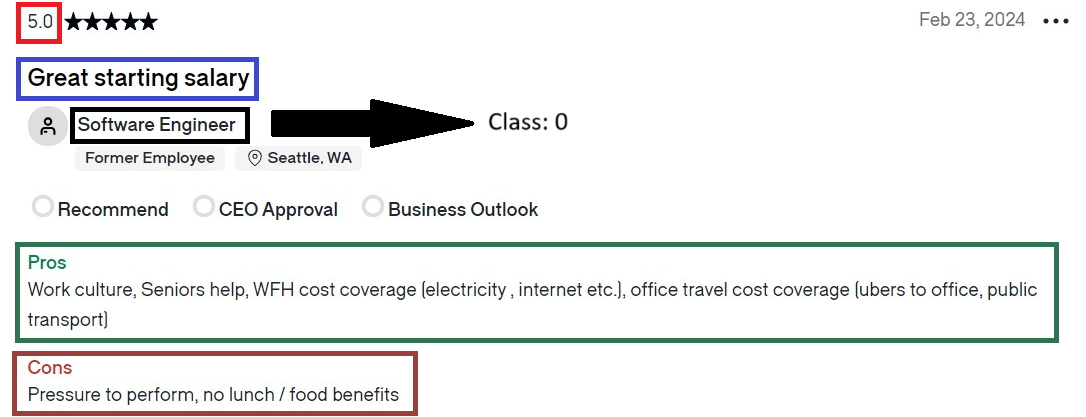 5.0 ★★★★★ Feb 23, 2024 •••
Great starting salary
Software Engineer Class: 0
Former Employee Seattle, WA
Recommend CEO Approval Business Outlook
Pros
Work culture, Seniors help, WFH cost coverage (electricity , internet etc.), office travel cost coverage (ubers to office, public
transport)
Cons
Pressure to perform, no lunch / food benefits